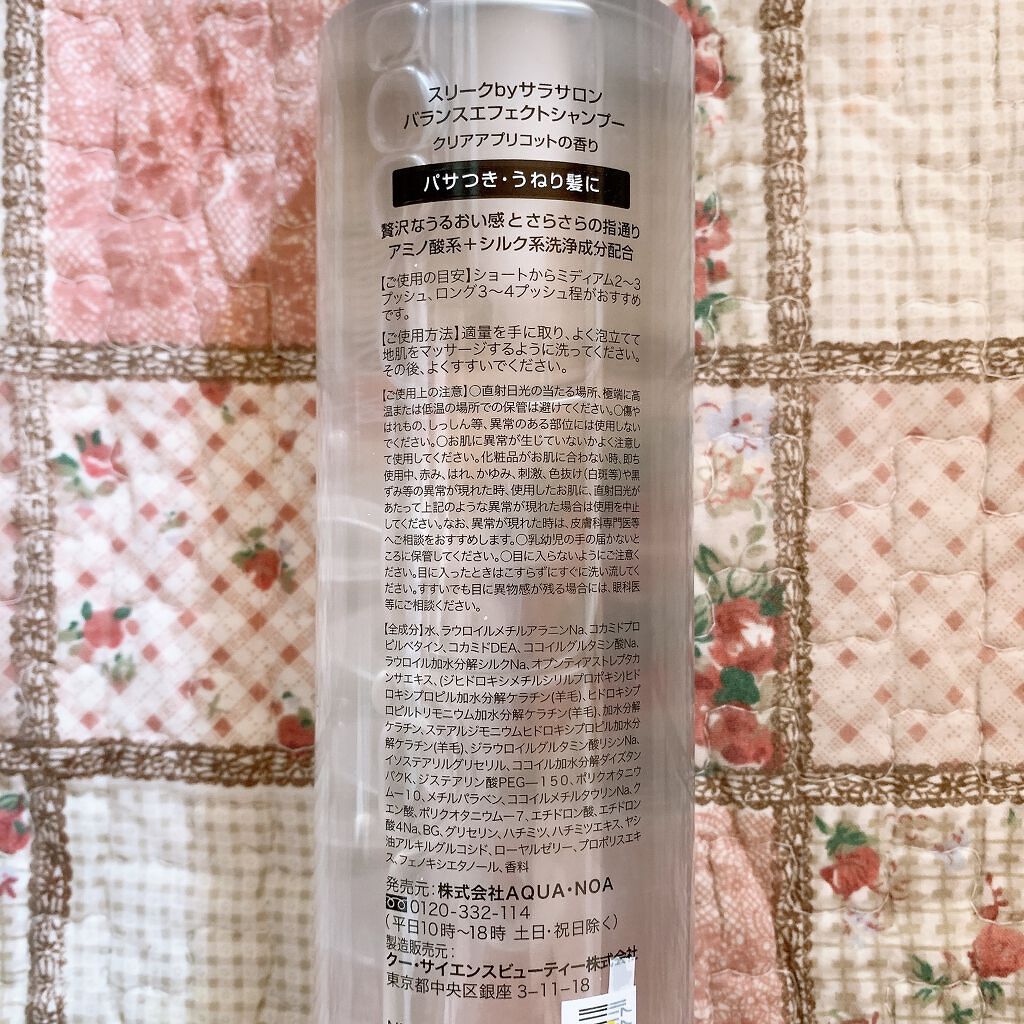 スリークbyサラサロン
バランスエフェクトシャンプー
クリアアプリコットの香り
パサつき・うねり髪に
贅沢なうるおい感とさらさらの指通り
アミノ酸系＋シルク系洗浄成分配合
【ご使用の目安】ショートからミディアム2〜3
プッシュ、ロング3〜4プッシュ程がおすすめ
です。
【ご使用方法】適量を手に取り、よく泡立てて
地肌をマッサージするように洗ってください。
その後、よくすすいでください。
【ご使用上の注意】○直射日光の当たる場所、極端に高
温または低温の場所での保管は避けてください。○傷や
はれもの、しっしん等、異常のある部位には使用しない
でください。○お肌に異常が生じていないかよく注意し
て使用してください。化粧品がお肌に合わない時、即ち
使用中、赤み、はれ、かゆみ、刺激、色抜け(白斑等)や黒
ずみ等の異常が現れた時、使用したお肌に、直射日光が
あたって上記のような異常が現れた場合は使用を中止
してください。なお、異常が現れた時は、皮膚科専門医等
へご相談をおすすめします。○乳幼児の手の届かないと
ころに保管してください。○目に入らないようにご注意く
ださい。目に入ったときはこすらずにすぐに洗い流してく
ださい。すすいでも目に異物感が残る場合には、眼科医
等にご相談ください。
【全成分】水、ラウロイルメチルアラニンNa、コカミドプロ
ピルベタイン、コカミドDEA、ココイルグルタミン酸Na、
ラウロイル加水分解シルクNa、オプンティアストレプタカ
ンサエキス、(ジヒドロキシメチルシリルプロポキシ)ヒド
ロキシプロピル加水分解ケラチン(羊毛)、ヒドロキシプ
ロピルトリモニウム加水分解ケラチン(羊毛)、加水分解
ケラチン、ステアルジモニウムヒドロキシプロピル加水分
解ケラチン(羊毛)、ジラウロイルグルタミン酸リシンNa、
イソステアリルグリセリル、ココイル加水分解ダイズタン
パクK、ジステアリン酸PEG—150、ポリクオタニウ
ム—10、メチルパラベン、ココイルメチルタウリンNa、ク
エン酸、ポリクオタニウム—7、エチドロン酸、エチドロン
酸4Na、BG、グリセリン、ハチミツ、ハチミツエキス、ヤシ
油アルキルグルコシド、ローヤルゼリー、プロポリスエキ
ス、フェノキシエタノール、香料
発売元:株式会社AQUA・NOA
0120-332-114
(平日10時〜18時 土日・祝日除く)
製造販売元:
クー・サイエンスビューティー株式会社
東京都中央区銀座 3–11–18